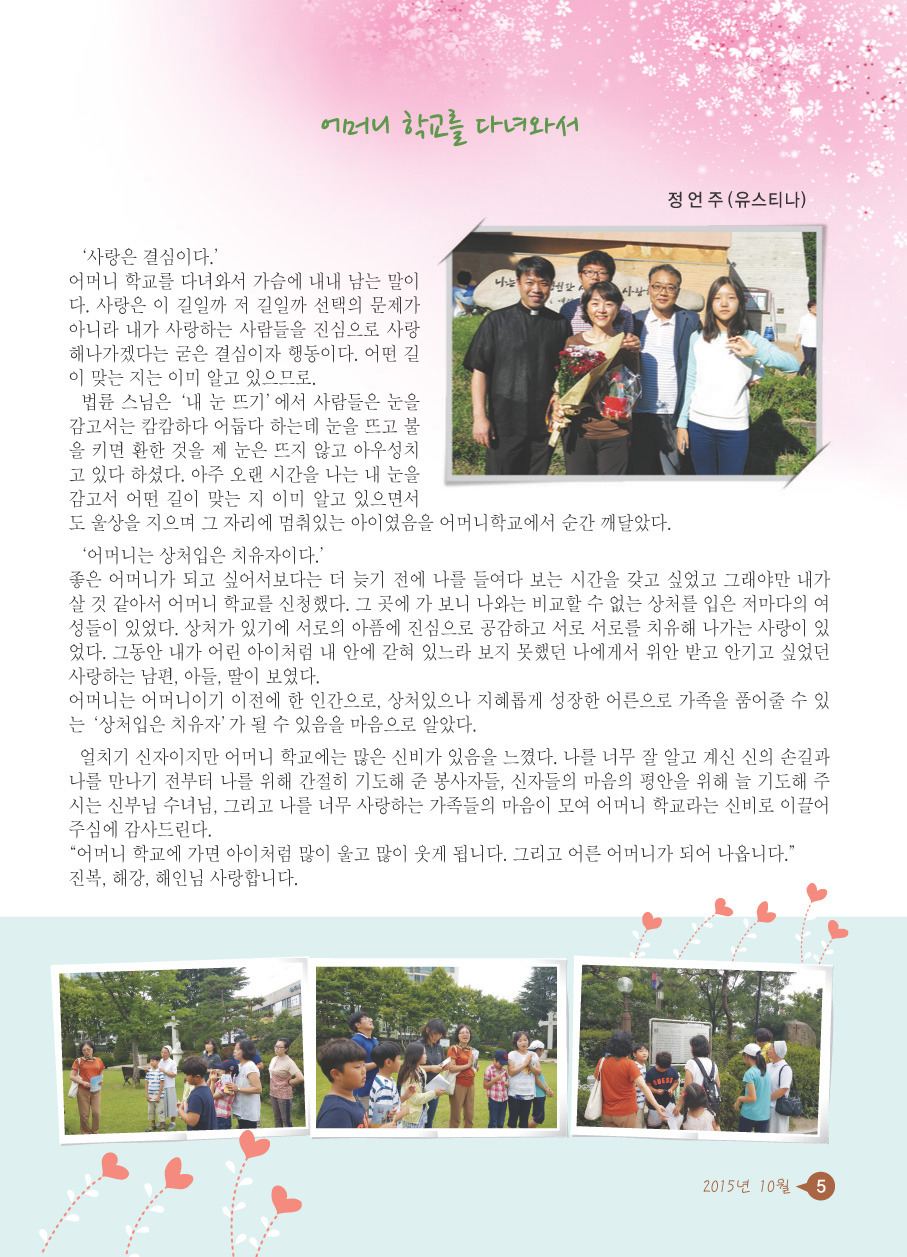 어머니 학교를 다녀와서
정 언 주 (유스티나)
‘사랑은 결심이다.’
어머니 학교를 다녀와서 가슴에 내내 남는 말이
다. 사랑은 이 길일까 저 길일까 선택의 문제가
아니라 내가 사랑하는 사람들을 진심으로 사랑
해나가겠다는 굳은 결심이자 행동이다. 어떤 길
이 맞는 지는 이미 알고 있으므로.
법륜 스님은 ‘내 눈 뜨기’에서 사람들은 눈을
감고서는 캄캄하다 어둡다 하는데 눈을 뜨고 불
을 키면 환한 것을 제 눈은 뜨지 않고 아우성치
고 있다 하셨다. 아주 오랜 시간을 나는 내 눈을
감고서 어떤 길이 맞는 지 이미 알고 있으면서
도 울상을 지으며 그 자리에 멈춰있는 아이였음을 어머니학교에서 순간 깨달았다.
‘어머니는 상처입은 치유자이다.’
좋은 어머니가 되고 싶어서보다는 더 늦기 전에 나를 들여다 보는 시간을 갖고 싶었고 그래야만 내가
살 것 같아서 어머니 학교를 신청했다. 그 곳에 가 보니 나와는 비교할 수 없는 상처를 입은 저마다의 여
성들이 있었다. 상처가 있기에 서로의 아픔에 진심으로 공감하고 서로 서로를 치유해 나가는 사랑이 있
었다. 그동안 내가 어린 아이처럼 내 안에 갇혀 있느라 보지 못했던 나에게서 위안 받고 안기고 싶었던
사랑하는 남편, 아들, 딸이 보였다.
어머니는 어머니이기 이전에 한 인간으로, 상처있으나 지혜롭게 성장한 어른으로 가족을 품어줄 수 있
는 ‘상처입은 치유자’가 될 수 있음을 마음으로 알았다.
얼치기 신자이지만 어머니 학교에는 많은 신비가 있음을 느꼈다. 나를 너무 잘 알고 계신 신의 손길과
나를 만나기 전부터 나를 위해 간절히 기도해 준 봉사자들, 신자들의 마음의 평안을 위해 늘 기도해 주
시는 신부님 수녀님, 그리고 나를 너무 사랑하는 가족들의 마음이 모여 어머니 학교라는 신비로 이끌어
주심에 감사드린다.
“어머니 학교에 가면 아이처럼 많이 울고 많이 웃게 됩니다. 그리고 어른 어머니가 되어 나옵니다.”
진복, 해강, 해인님 사랑합니다.
2015년 10월 5